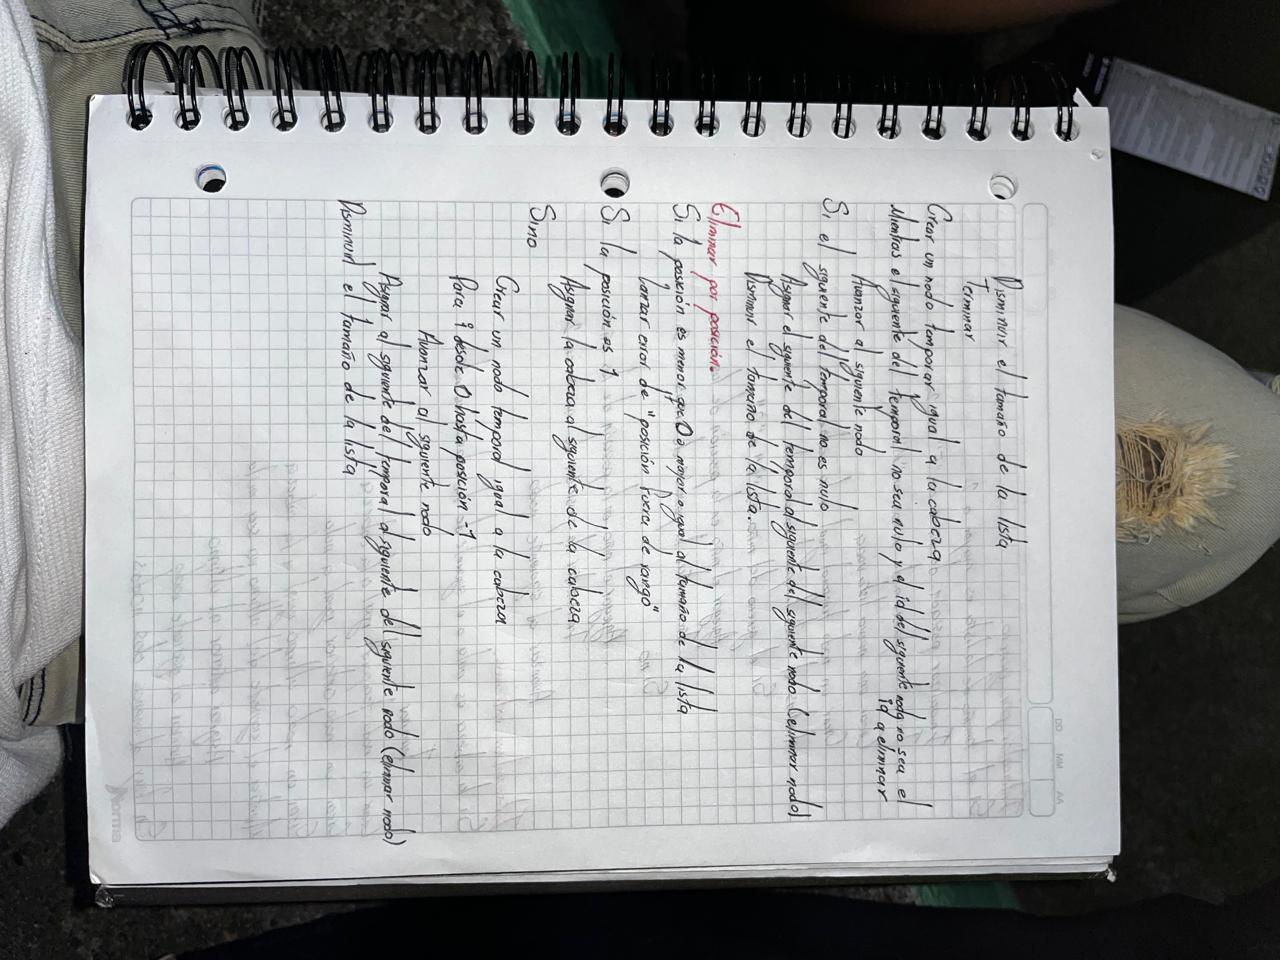 DD MM AA
Disminuir el tamaño de la lista
Terminar
Crear un nodo temporar igual a la cabeza
Mientras el siguiente del temporal no sea nulo y el id del siguiente nodo no sea el
id a eliminar
Avanzar al siguiente nodo
Si el siguiente del temporal no es nulo
Asignar el siguiente del temporal al siguiente del siguiente nodo (eliminar nodo)
Disminuir el tamaño de la lista.
Eliminar por posición.
Si la posición es menor que 0 o mayor o igual al tamaño de la lista
Lanzar error de "posición fuera de rango"
Si la posición es 1
Asignar la cabeza al siguiente de la cabeza
Sino
Crear un nodo temporal igual a la cabeza
Para i desde 0 hasta posición -1
Avanzar al siguiente nodo
Asignar al siguiente del temporal al siguiente del siguiente nodo (eliminar nodo)
Disminuir el tamaño de la lista
norma